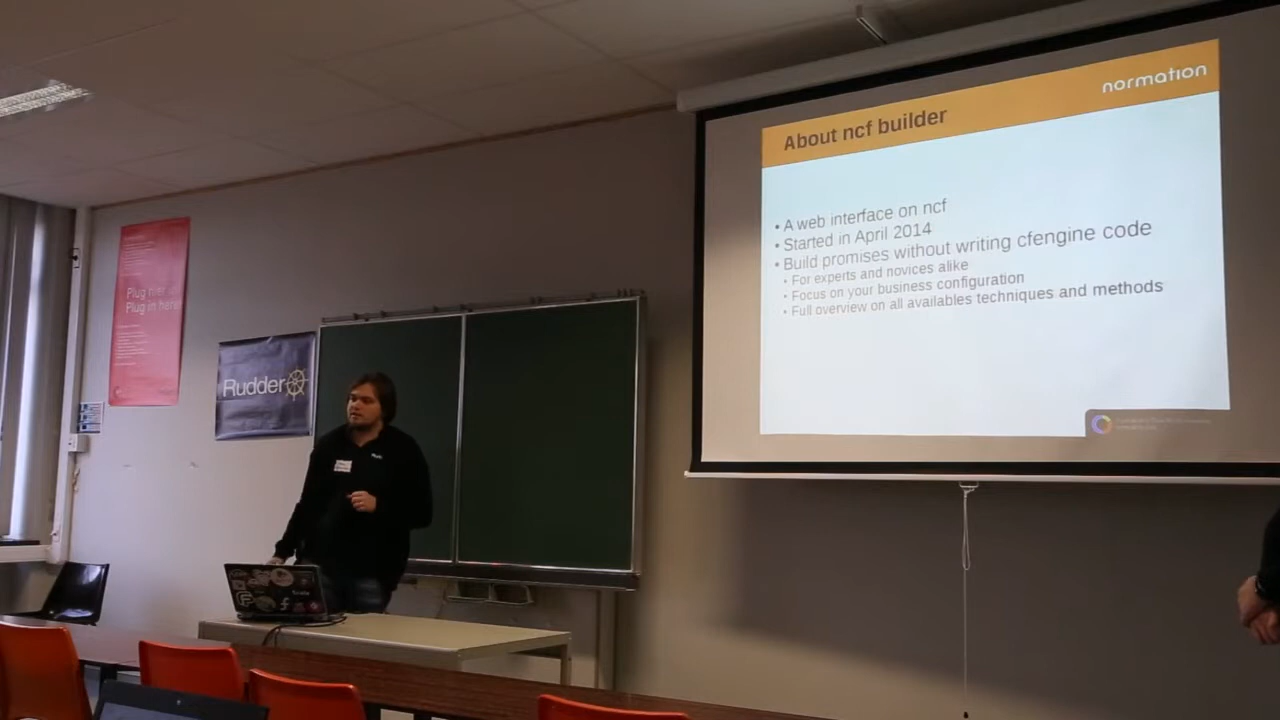 normation
About ncf builder
• A web interface on ncf
• Started in April 2014
• Build promises without writing cfengine code
• For experts and novices alike
• Focus on your business configuration
• Full overview on all availables techniques and methods
Plug in here
Rudder